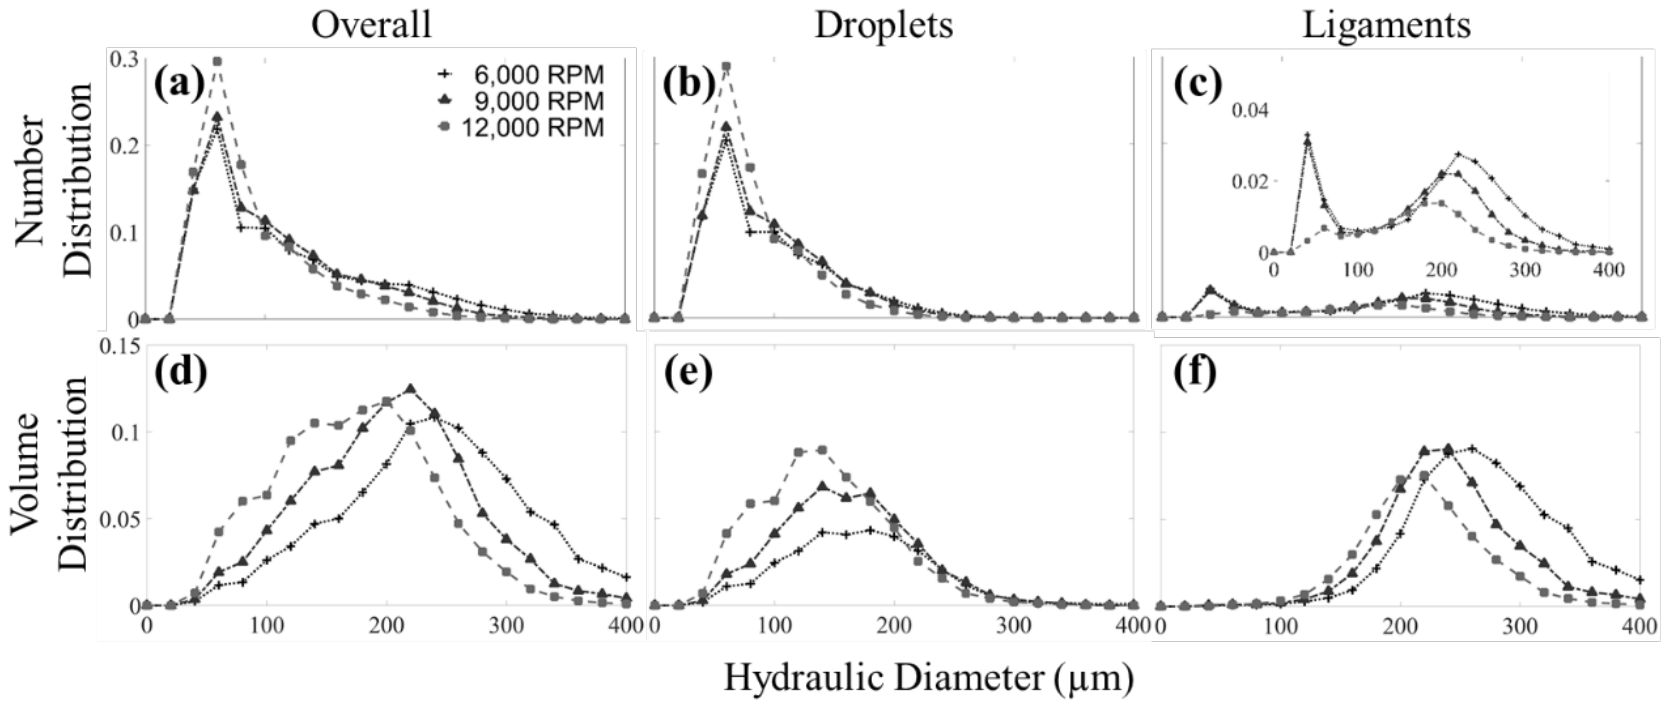 Overall
Droplets
Ligaments
Number
Distribution
0.3
0.2
0.1
0
(a)
6,000 RPM
9,000 RPM
12,000 RPM
(b)
(c)
0.04
0.02
0
0 100 200 300 400
Volume
Distribution
0.15
0.1
0.05
0
(d)
(e)
(f)
0 100 200 300 400
100 200 300 400
0 100 200 300 400
Hydraulic Diameter (µm)